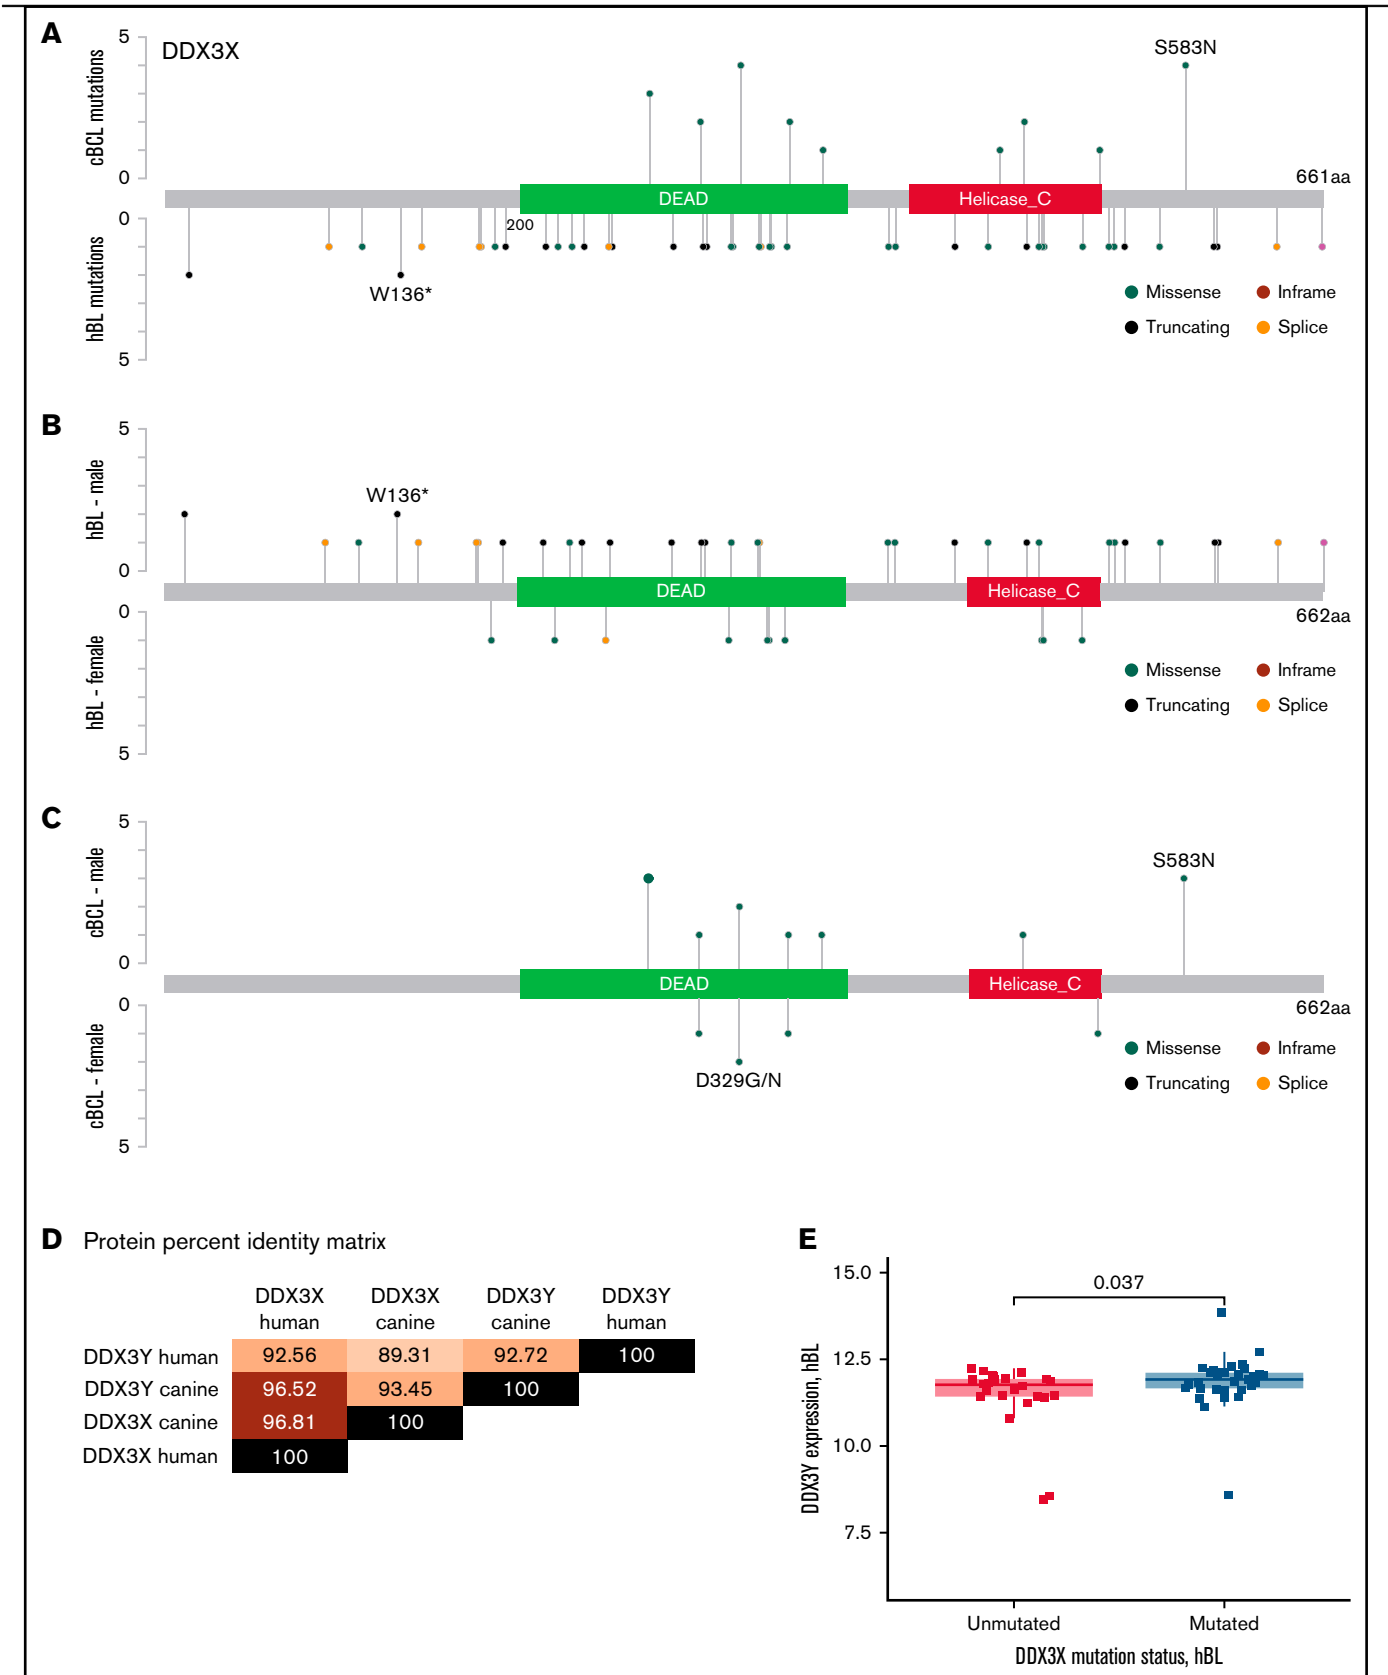 A
DDX3X
cBCL mutations
5
0
S583N
661aa
DEAD
Helicase_C
200
hBL mutations
0
5
W136*
Missense
Inframe
Truncating
Splice
B
hBL - male
5
0
W136*
DEAD
Helicase_C
662aa
hBL - female
0
5
Missense
Inframe
Truncating
Splice
C
cBCL - male
5
0
S583N
DEAD
Helicase_C
662aa
cBCL - female
0
5
D329G/N
Missense
Inframe
Truncating
Splice
D Protein percent identity matrix
DDX3X human
DDX3X canine
DDX3Y canine
DDX3Y human
DDX3Y human 92.56 89.31 92.72 100
DDX3Y canine 96.52 93.45 100
DDX3X canine 96.81 100
DDX3X human 100
E
DDX3Y expression, hBL
15.0
12.5
10.0
7.5
0.037
Unmutated
Mutated
DDX3X mutation status, hBL